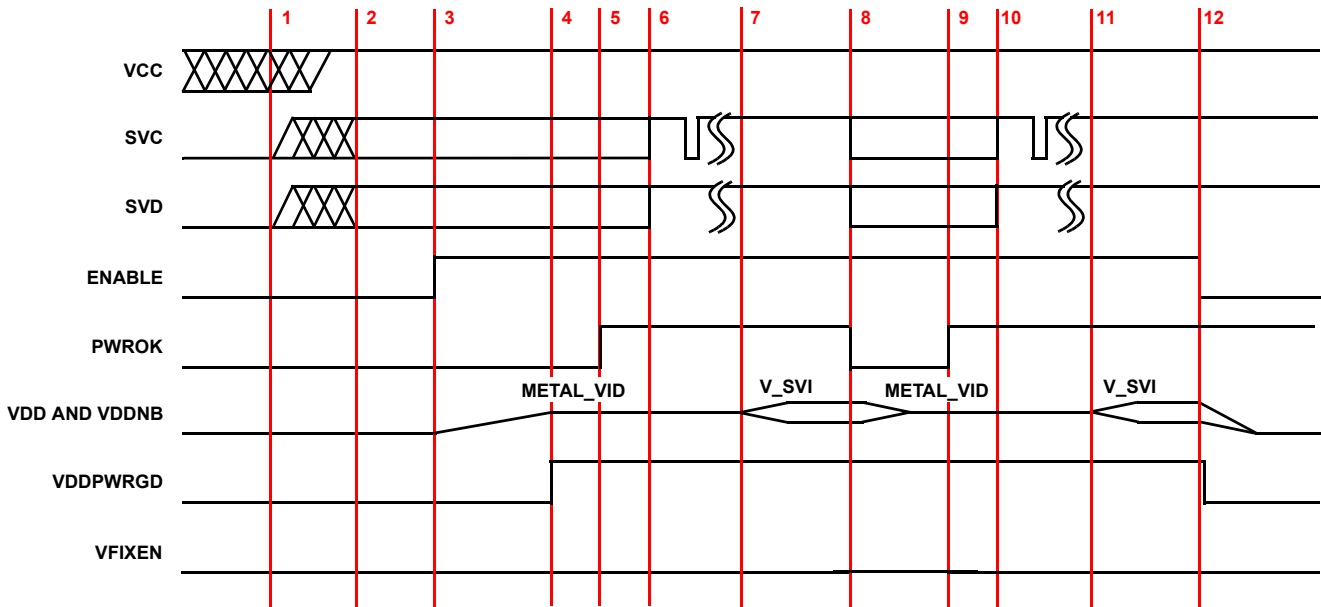 1 2 3 4 5 6 7 8 9 10 11 12
VCC
SVC
SVD
ENABLE
PWROK
METAL_VID V_SVI METAL_VID V_SVI
VDD AND VDDNB
VDDPWRGD
VFIXEN